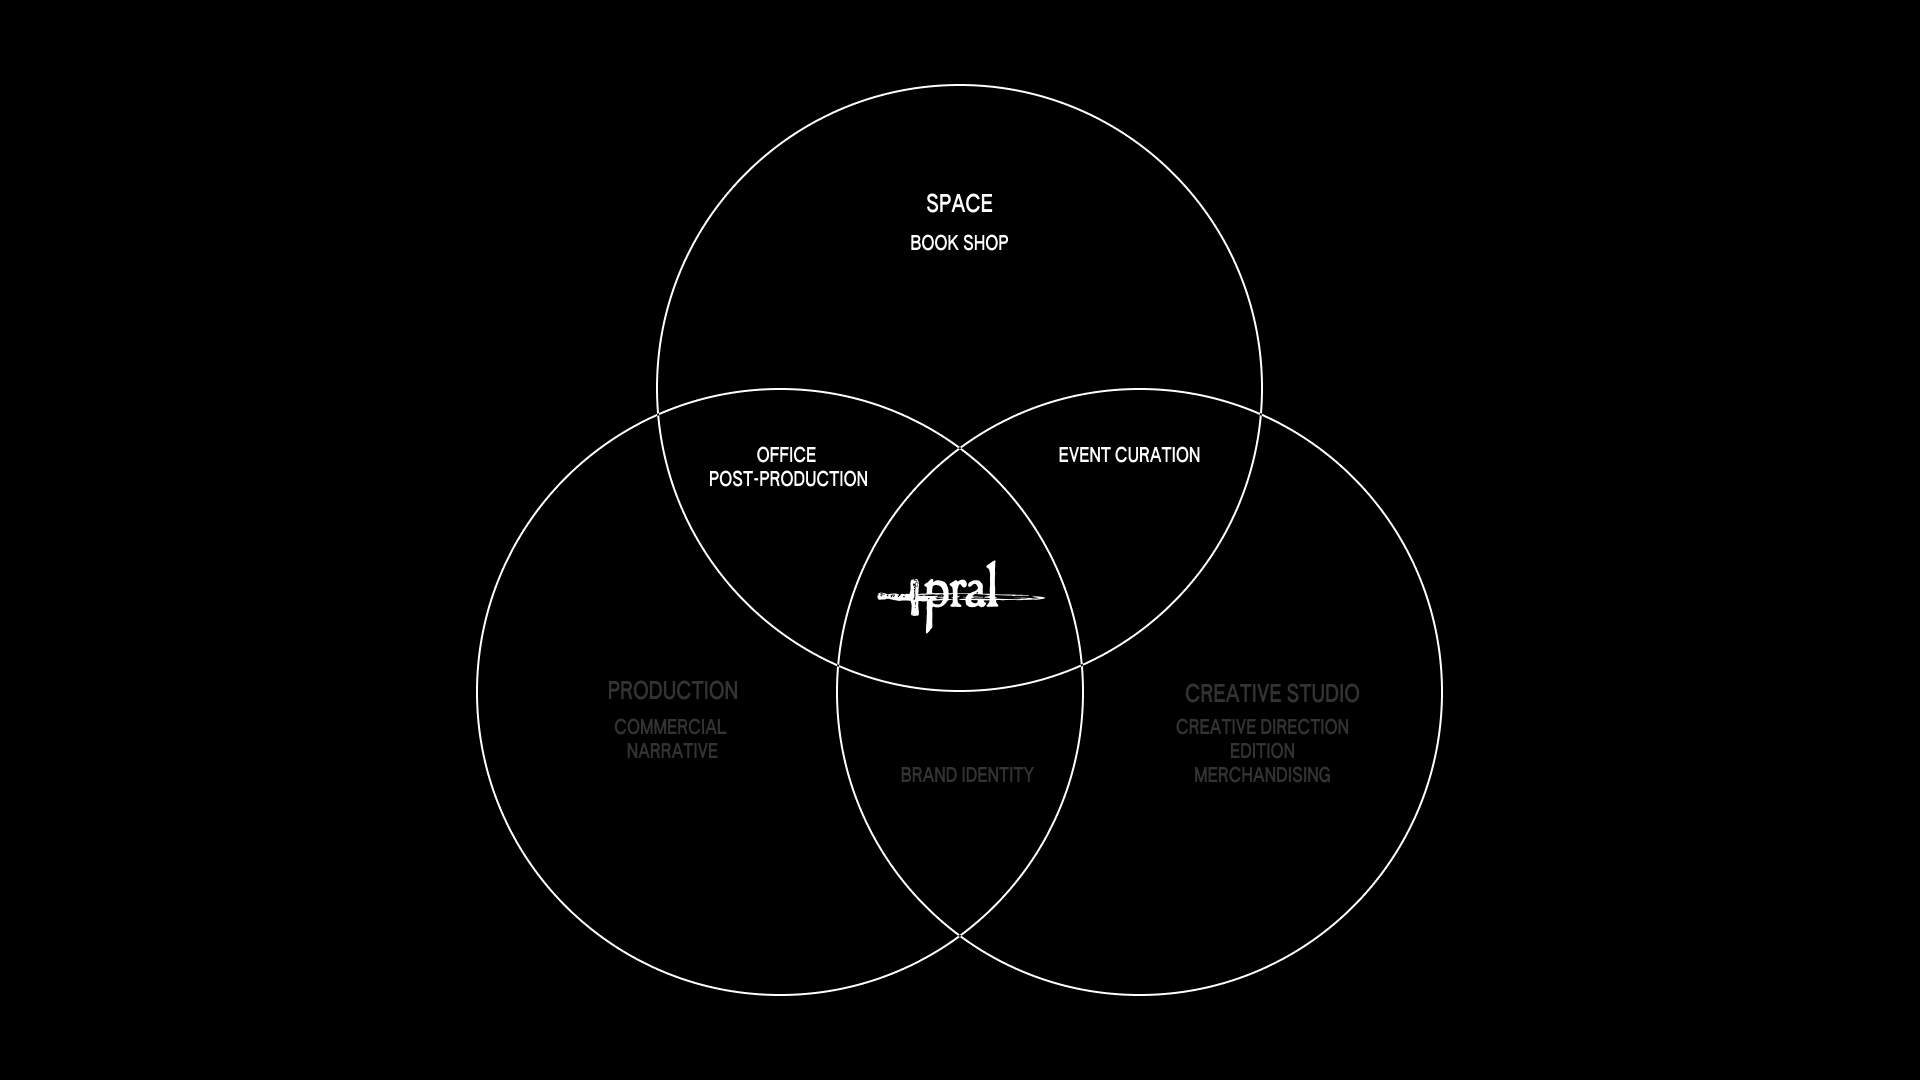 SPACE
BOOK SHOP
OFFICE
POST-PRODUCTION
EVENT CURATION
pral
PRODUCTION
COMMERCIAL
NARRATIVE
BRAND IDENTITY
CREATIVE STUDIO
CREATIVE DIRECTION
EDITION
MERCHANDISING